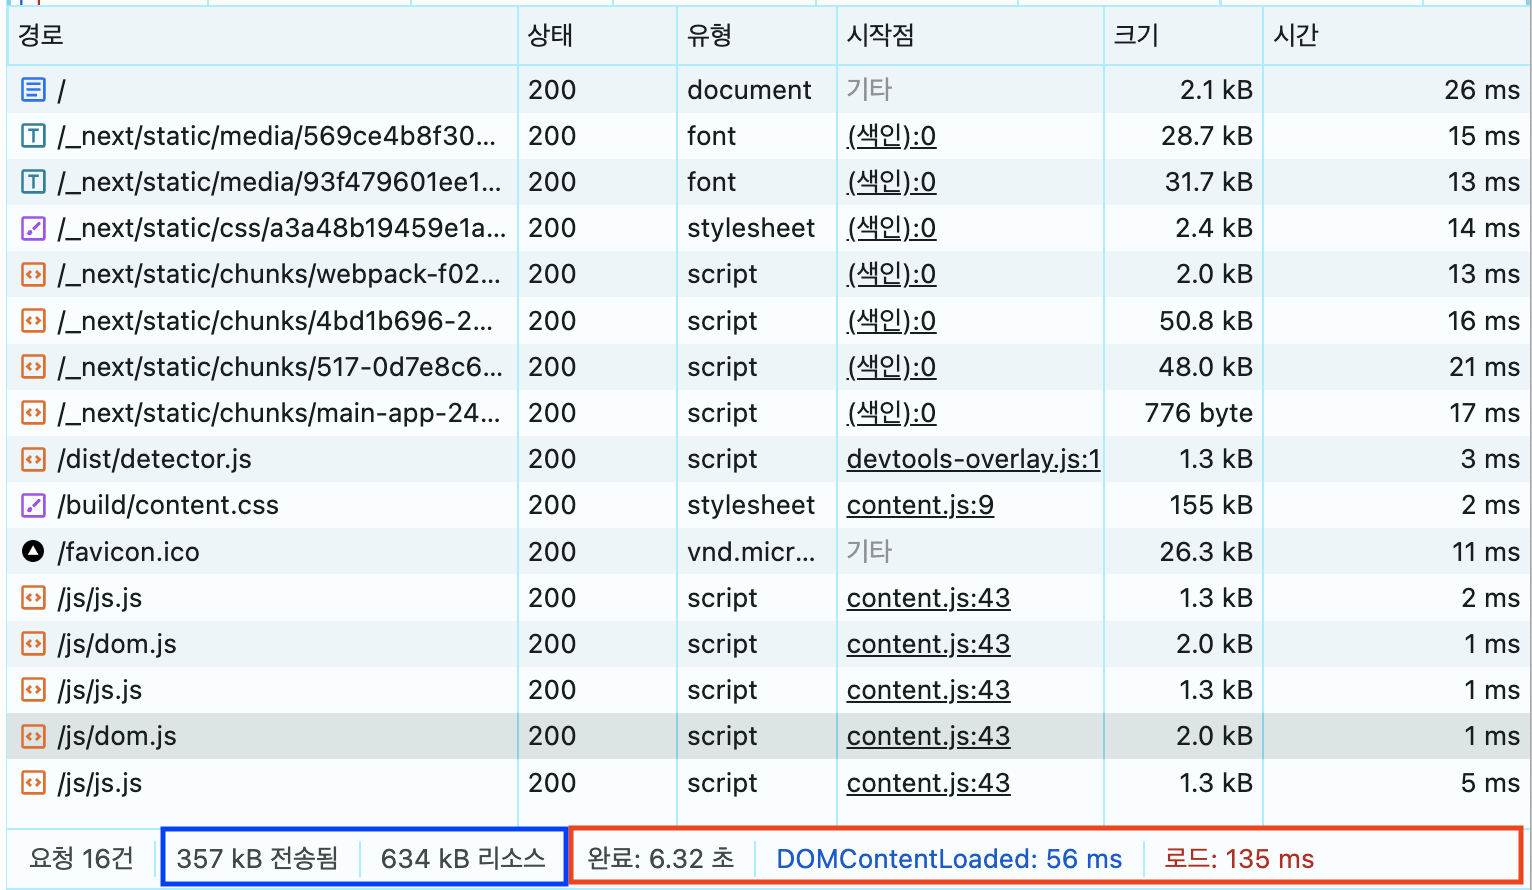 경로 상태 유형 시작점 크기 시간
/ 200 document 기타 2.1 kB 26 ms
/_next/static/media/569ce4b8f30... 200 font (색인):0 28.7 kB 15 ms
/_next/static/media/93f479601ee1... 200 font (색인):0 31.7 kB 13 ms
/_next/static/css/a3a48b19459e1a... 200 stylesheet (색인):0 2.4 kB 14 ms
/_next/static/chunks/webpack-f02... 200 script (색인):0 2.0 kB 13 ms
/_next/static/chunks/4bd1b696-2... 200 script (색인):0 50.8 kB 16 ms
/_next/static/chunks/517-0d7e8c6... 200 script (색인):0 48.0 kB 21 ms
/_next/static/chunks/main-app-24... 200 script (색인):0 776 byte 17 ms
/dist/detector.js 200 script devtools-overlay.js:1 1.3 kB 3 ms
/build/content.css 200 stylesheet content.js:9 155 kB 2 ms
/favicon.ico 200 vnd.micr... 기타 26.3 kB 11 ms
/js/js.js 200 script content.js:43 1.3 kB 2 ms
/js/dom.js 200 script content.js:43 2.0 kB 1 ms
/js/js.js 200 script content.js:43 1.3 kB 1 ms
/js/dom.js 200 script content.js:43 2.0 kB 1 ms
/js/js.js 200 script content.js:43 1.3 kB 5 ms
요청 16건 357 kB 전송됨 634 kB 리소스 완료: 6.32 초 DOMContentLoaded: 56 ms 로드: 135 ms